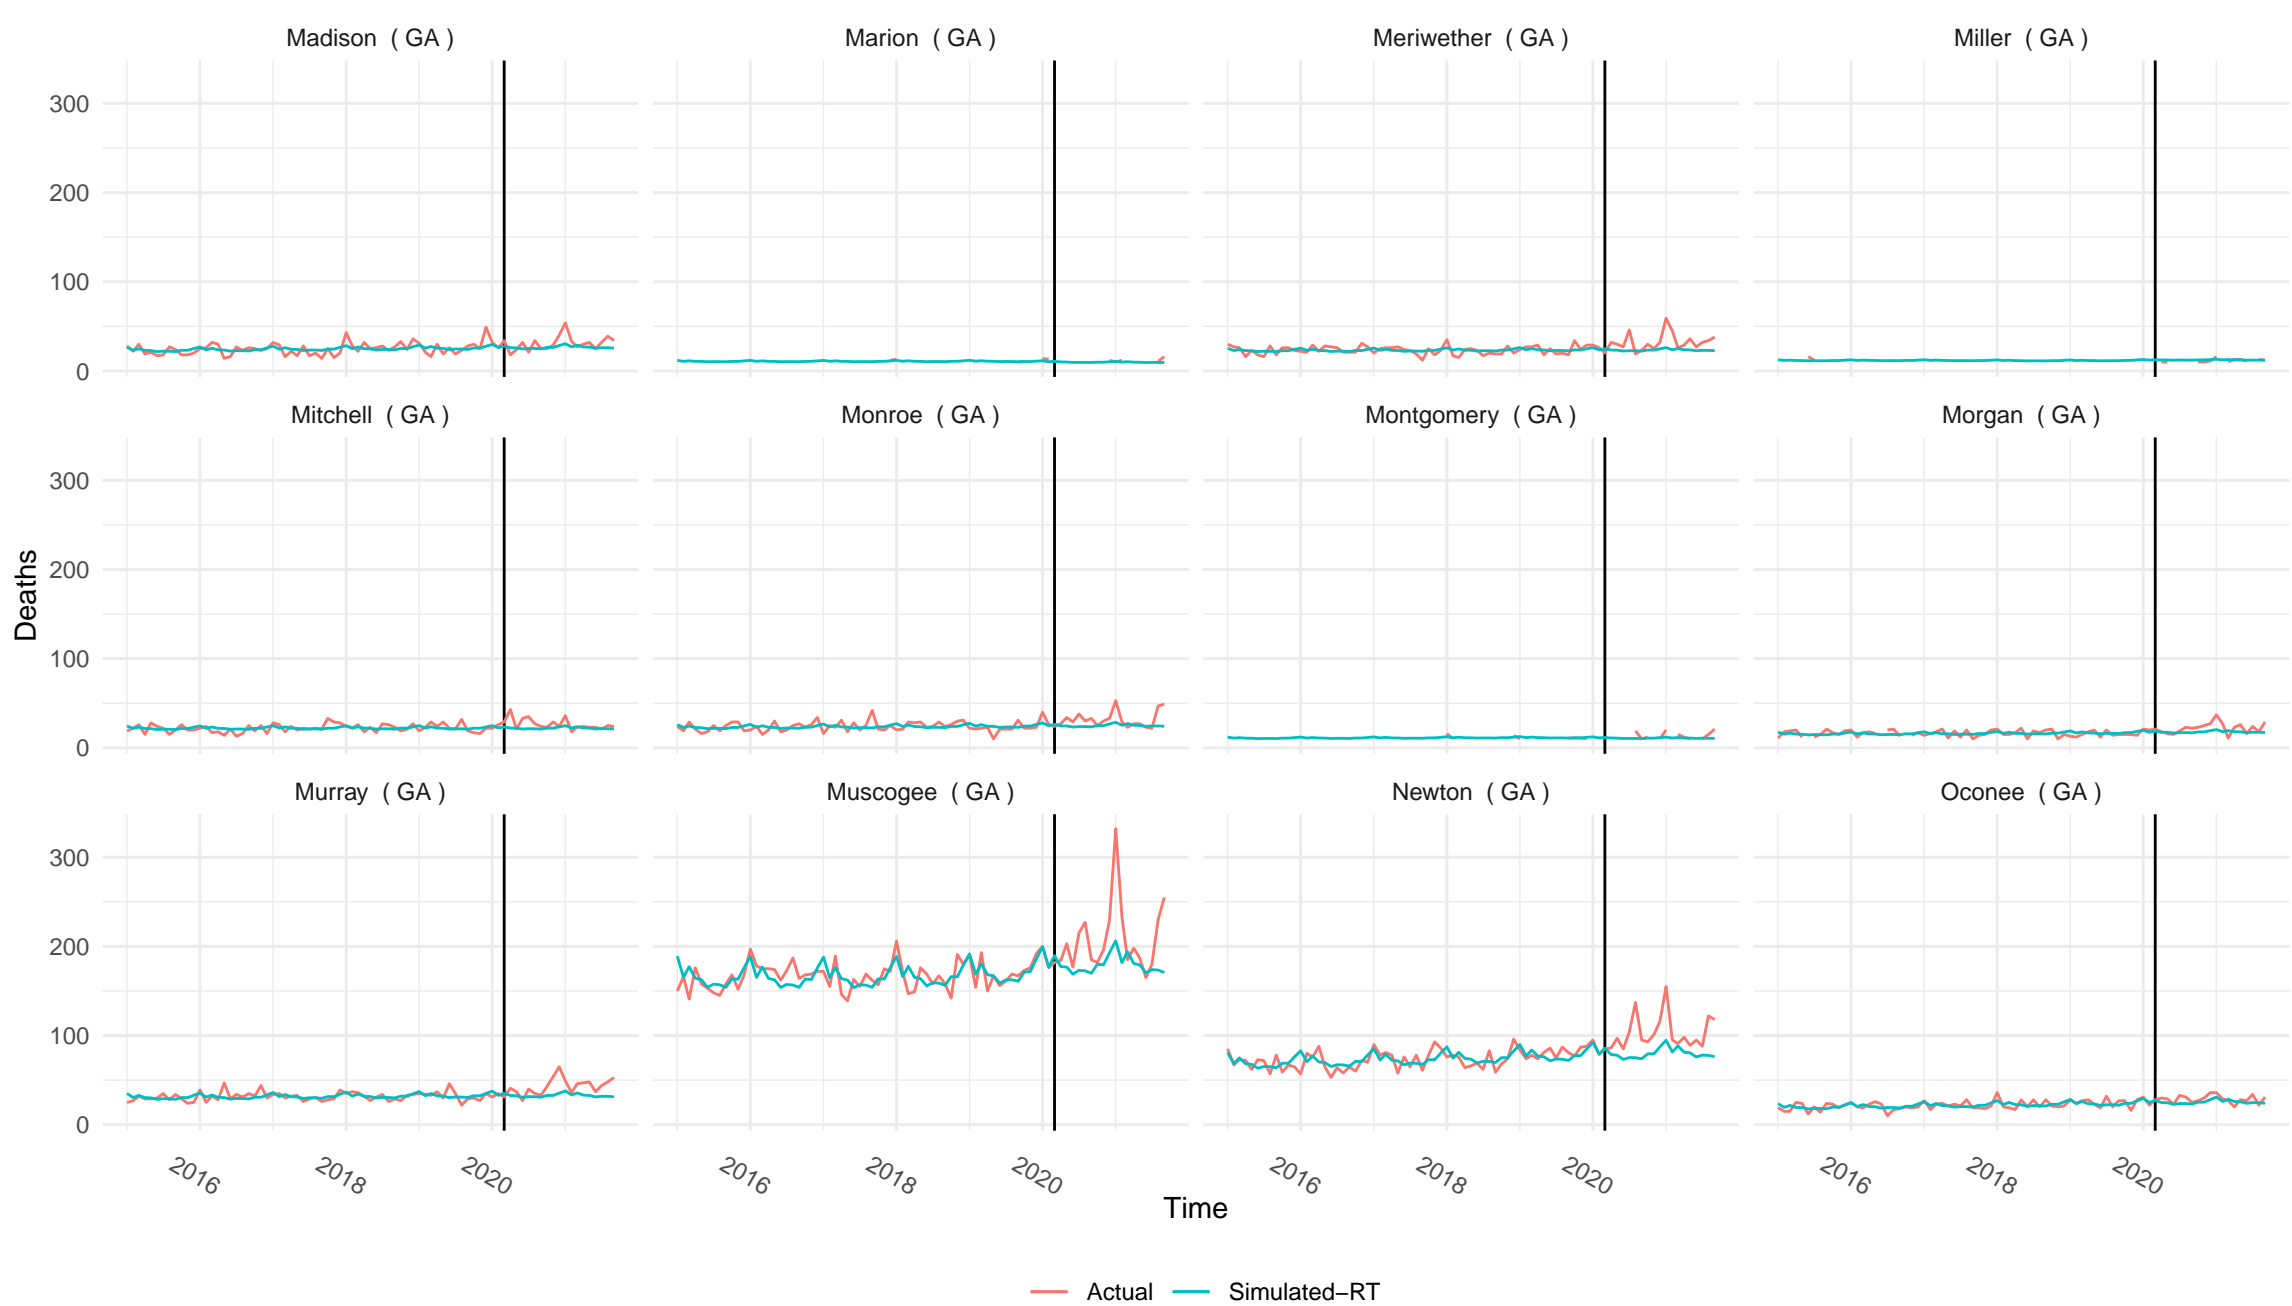 Madison ( GA )
Marion ( GA )
Meriwether ( GA )
Miller ( GA )
300
200
100
0
Mitchell ( GA )
Monroe ( GA )
Montgomery ( GA )
Morgan ( GA )
300
200
100
0
Deaths
Murray ( GA )
Muscogee ( GA )
Newton ( GA )
Oconee ( GA )
300
200
100
0
2016
2018
2020
2016
2018
2020
2016
2018
2020
2016
2018
2020
Time
Actual
Simulated−RT